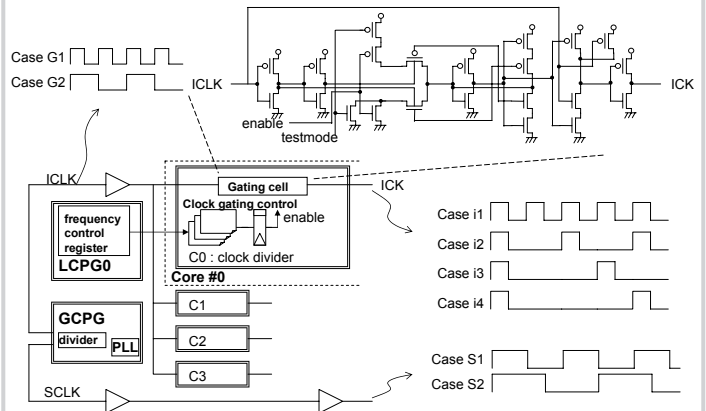 Case G1
Case G2
ICLK
ICK
enable
testmode
ICLK
Gating cell
ICK
Clock gating control
enable
frequency
control
register
LCPG0
C0 : clock divider
Core #0
GCPG
divider
PLL
C1
C2
C3
SCLK
Case i1
Case i2
Case i3
Case i4
Case S1
Case S2